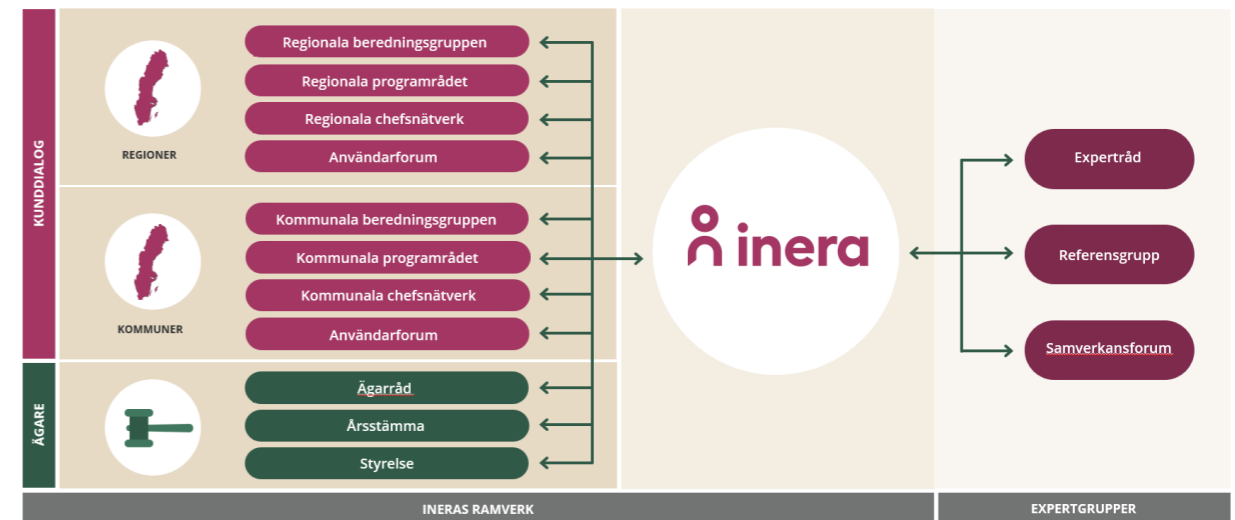 KUNDDIALOG
REGIONER
Regionala beredningsgruppen
Regionala programrådet
Regionala chefsnätverk
Användarforum
KOMMUNER
Kommunala beredningsgruppen
Kommunala programrådet
Kommunala chefsnätverk
Användarforum
ÄGARE
Ägarråd
Årsstämma
Styrelse
inera
Expertråd
Referensgrupp
Samverkansforum
INERAS RAMVERK
EXPERTGRUPPER